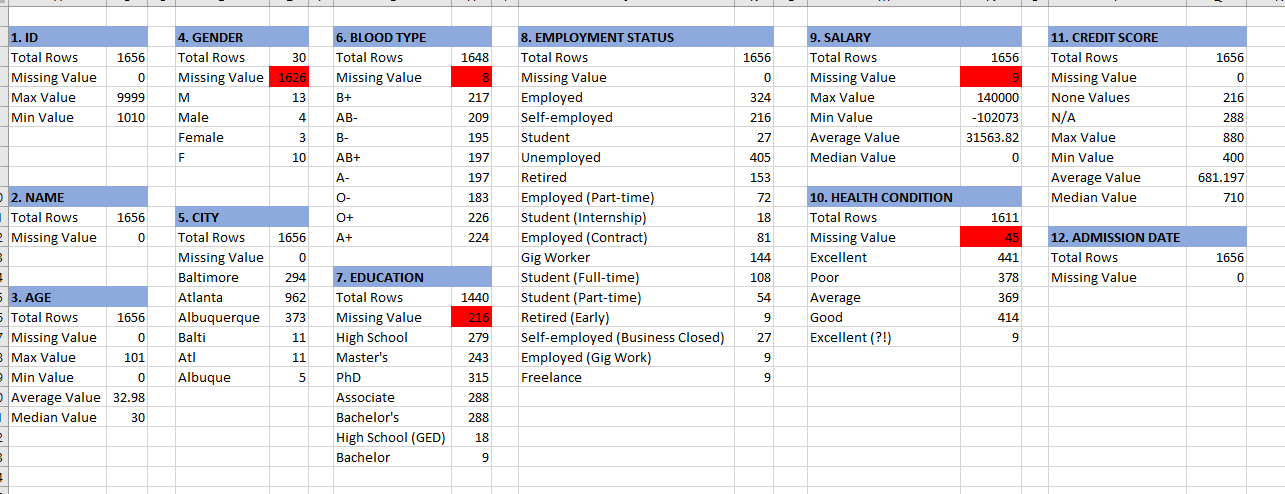 1. ID
Total Rows 1656
Missing Value 0
Max Value 9999
Min Value 1010
2. NAME
Total Rows 1656
Missing Value 0
3. AGE
Total Rows 1656
Missing Value 0
Max Value 101
Min Value 0
Average Value 32.98
Median Value 30
4. GENDER
Total Rows 30
Missing Value 1626
M 13
Male 4
Female 3
F 10
5. CITY
Total Rows 1656
Missing Value 0
Baltimore 294
Atlanta 962
Albuquerque 373
Balti 11
Atl 11
Albuque 5
6. BLOOD TYPE
Total Rows 1648
Missing Value 8
B+ 217
AB- 209
B- 195
AB+ 197
A- 197
O- 183
O+ 226
A+ 224
7. EDUCATION
Total Rows 1440
Missing Value 216
High School 279
Master's 243
PhD 315
Associate 288
Bachelor's 288
High School (GED) 18
Bachelor 9
8. EMPLOYMENT STATUS
Total Rows 1656
Missing Value 0
Employed 324
Self-employed 216
Student 27
Unemployed 405
Retired 153
Employed (Part-time) 72
Student (Internship) 18
Employed (Contract) 81
Gig Worker 144
Student (Full-time) 108
Student (Part-time) 54
Retired (Early) 9
Self-employed (Business Closed) 27
Employed (Gig Work) 9
Freelance 9
9. SALARY
Total Rows 1656
Missing Value 9
Max Value 140000
Min Value -102073
Average Value 31563.82
Median Value 0
10. HEALTH CONDITION
Total Rows 1611
Missing Value 45
Excellent 441
Poor 378
Average 369
Good 414
Excellent (?!) 9
11. CREDIT SCORE
Total Rows 1656
Missing Value 0
None Values 216
N/A 288
Max Value 880
Min Value 400
Average Value 681.197
Median Value 710
12. ADMISSION DATE
Total Rows 1656
Missing Value 0